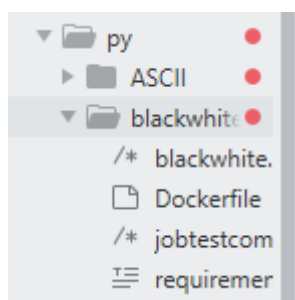 py
ASCII
blackwhite
/* blackwhite.
Dockerfile
/* jobtestcom
requiremer